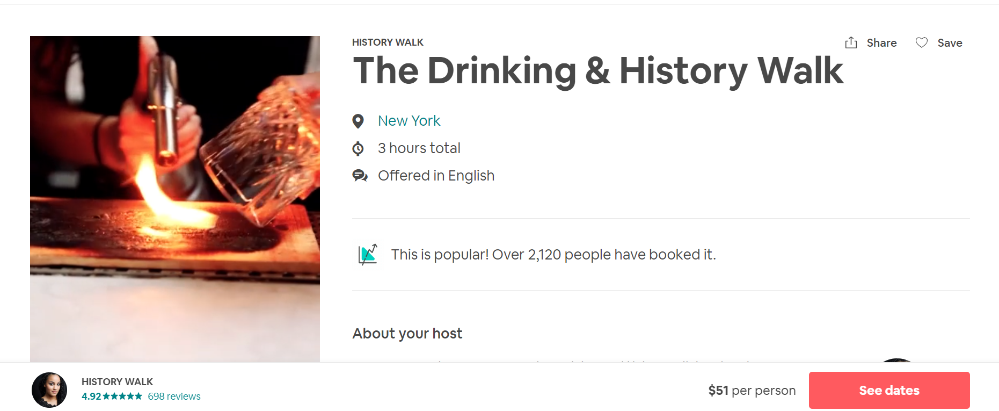 HISTORY WALK
Share
Save
The Drinking & History Walk
New York
3 hours total
Offered in English
This is popular! Over 2,120 people have booked it.
About your host
HISTORY WALK
4.92★★★★★ 698 reviews
$51 per person
See dates